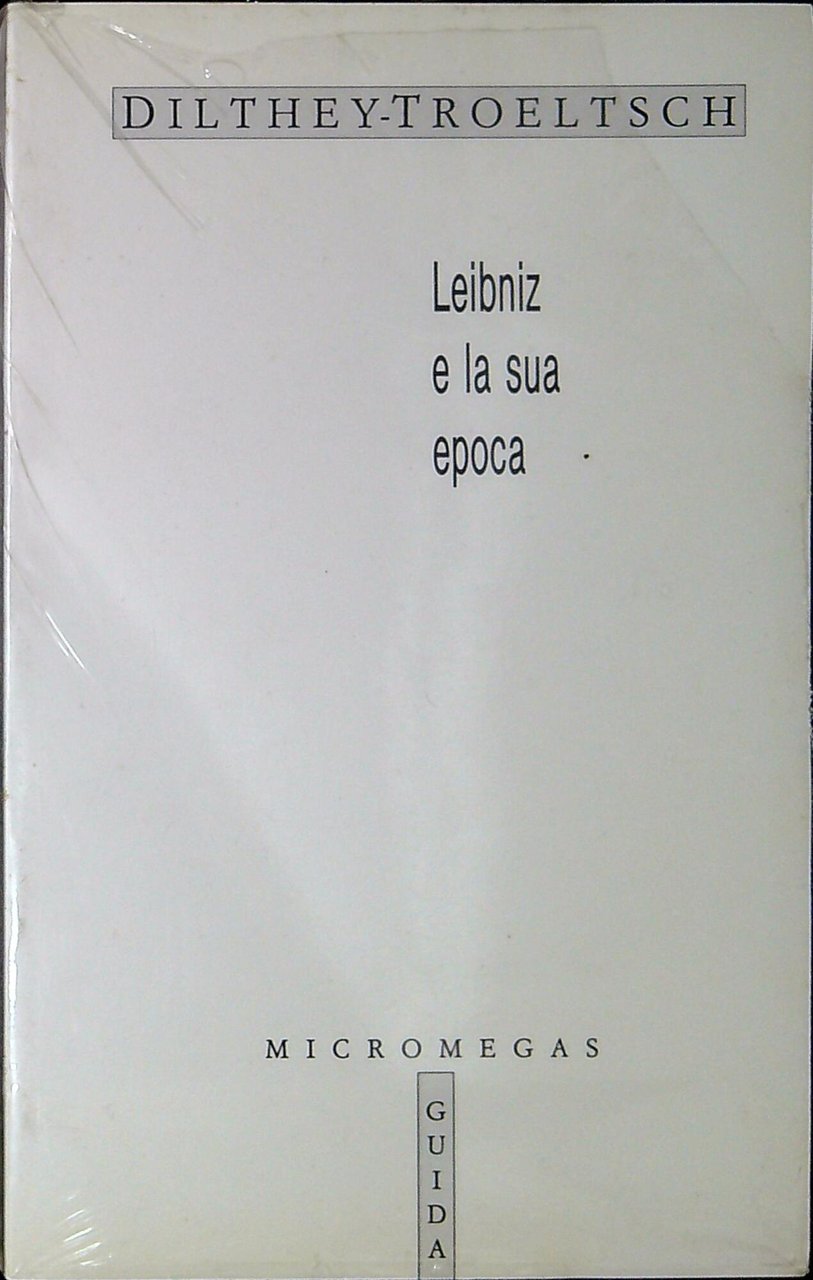 DILTHEY-TROELTSCH
Leibniz
e la sua
epoca
MICROMEGAS
GUIDA